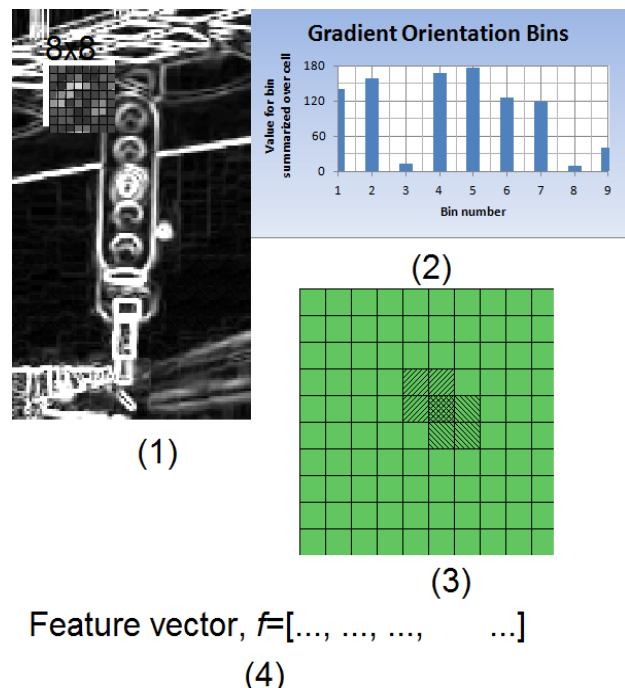 8x8
(1)
Gradient Orientation Bins
Value for bin
summarized over cell
180
120
60
0
1 2 3 4 5 6 7 8 9
Bin number
(2)
(3)
Feature vector, f=[..., ..., ..., ...]
(4)